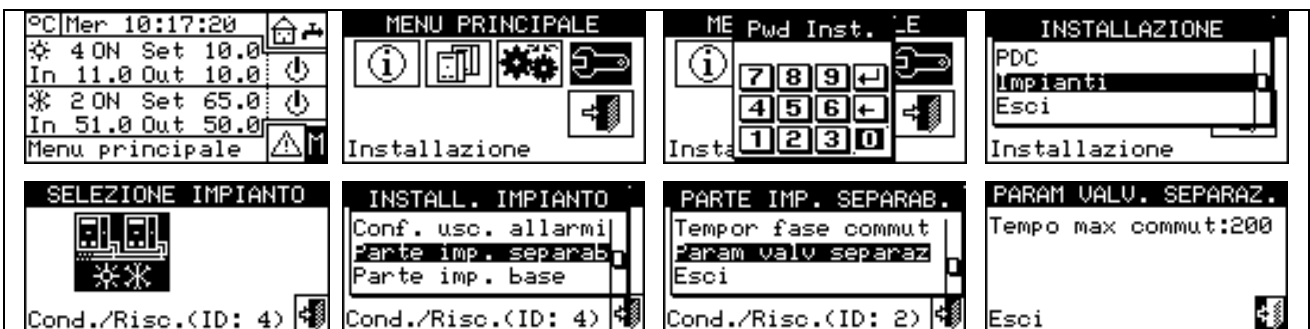 ºC Mer 10:17:20
4 ON Set 10.0
In 11.0 Out 10.0
2 ON Set 65.0
In 51.0 Out 50.0
Menu principale M
MENU PRINCIPALE
i
Installazione
ME Pwd Inst. LE
i
7 8 9
4 5 6
1 2 3 0
Insta
INSTALLAZIONE
PDC
Impianti
Esci
Installazione
SELEZIONE IMPIANTO
Cond./Risc.(ID: 4)
INSTALL. IMPIANTO
Conf. usc. allarmi
Parte imp. separab
Parte imp. base
Cond./Risc.(ID: 4)
PARTE IMP. SEPARAB.
Tempor fase commut
Param valv separaz
Esci
Cond./Risc.(ID: 2)
PARAM VALV. SEPARAZ.
Tempo max commut:200
Esci